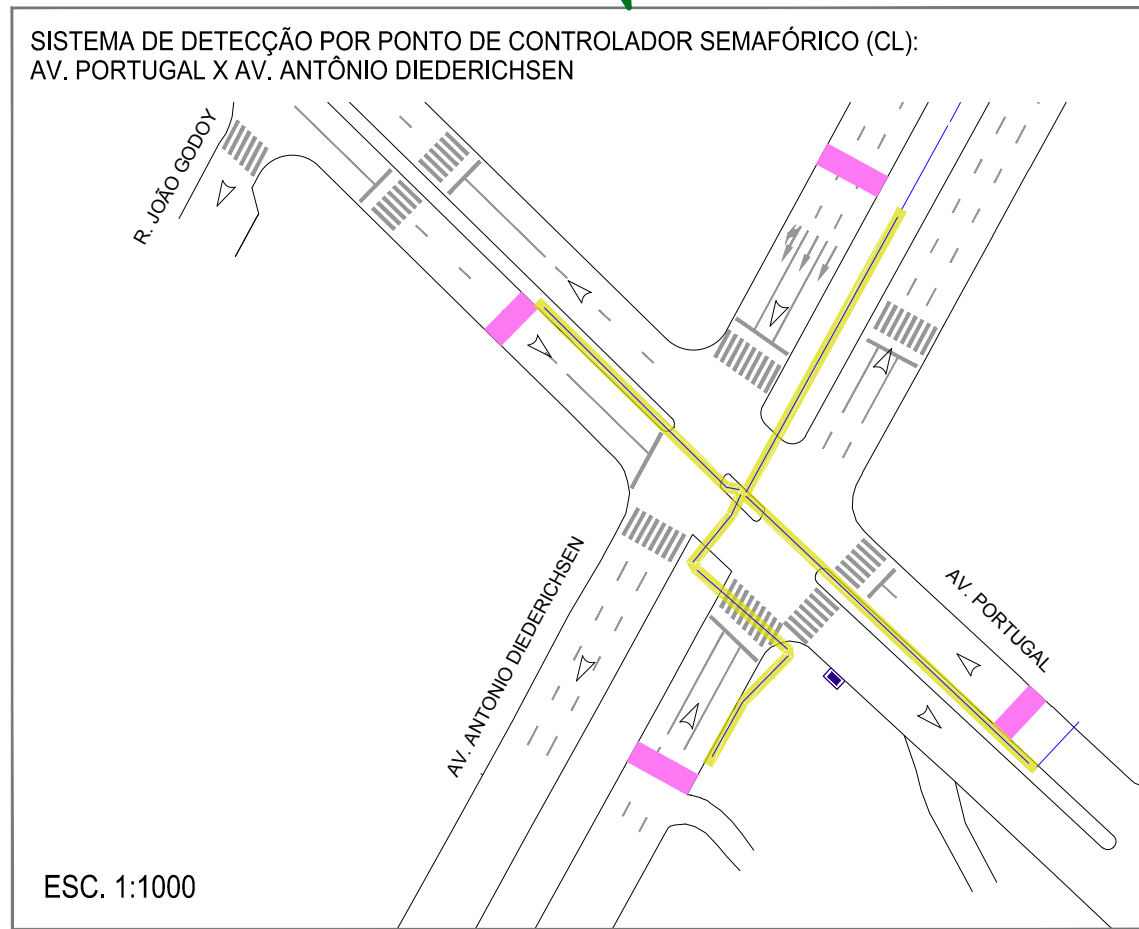 SISTEMA DE DETECÇÃO POR PONTO DE CONTROLADOR SEMAFÓRICO (CL):
AV. PORTUGAL X AV. ANTÔNIO DIEDERICHSEN
R. JOÃO GODOY
AV. ANTONIO DIEDERICHSEN
AV. PORTUGAL
ESC. 1:1000